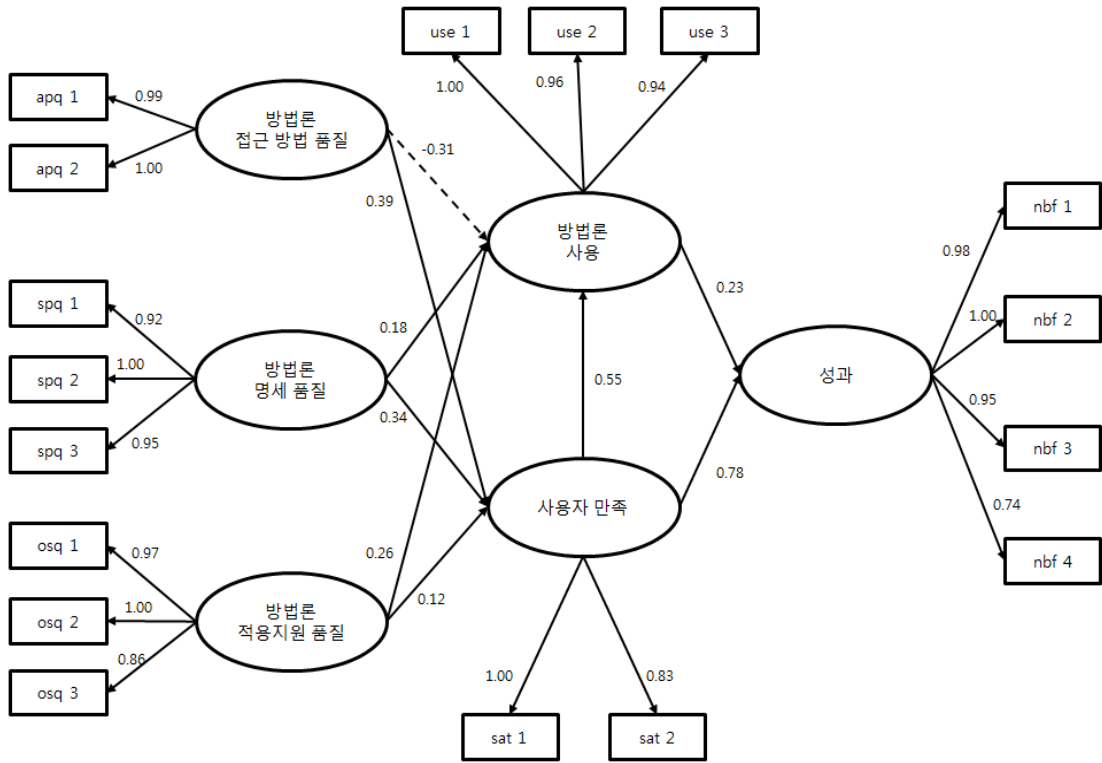 use 1
use 2
use 3
1.00
0.96
0.94
apq 1
apq 2
0.99
1.00
방법론
접근 방법 품질
-0.31
0.39
방법론
사용
nbf 1
nbf 2
nbf 3
nbf 4
0.98
1.00
0.95
0.74
spq 1
spq 2
spq 3
0.92
1.00
0.95
방법론
명세 품질
0.18
0.34
0.55
0.23
0.78
성과
사용자 만족
osq 1
osq 2
osq 3
0.97
1.00
0.86
방법론
적용지원 품질
0.26
0.12
1.00
0.83
sat 1
sat 2